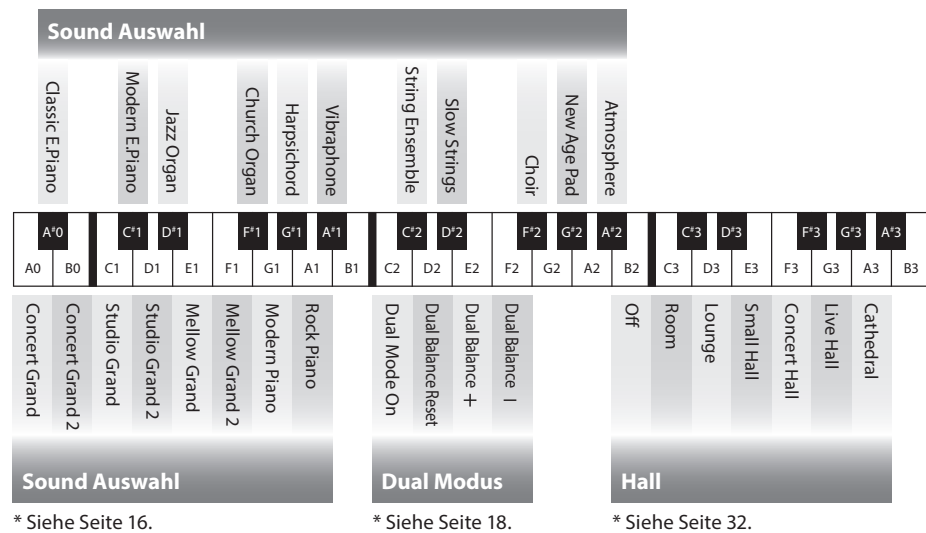 Sound Auswahl
Classic E.Piano
Modern E.Piano
Jazz Organ
Church Organ
Harpsichord
Vibraphone
String Ensemble
Slow Strings
Choir
New Age Pad
Atmosphere
A#0 C#1 D#1 F#1 G#1 A#1 C#2 D#2 F#2 G#2 A#2 C#3 D#3 F#3 G#3 A#3
A0 B0 C1 D1 E1 F1 G1 A1 B1 C2 D2 E2 F2 G2 A2 B2 C3 D3 E3 F3 G3 A3 B3
Concert Grand
Concert Grand 2
Studio Grand
Studio Grand 2
Mellow Grand
Mellow Grand 2
Modern Piano
Rock Piano
Dual Mode On
Dual Balance Reset
Dual Balance +
Dual Balance –
Off
Room
Lounge
Small Hall
Concert Hall
Live Hall
Cathedral
Sound Auswahl
Dual Modus
Hall
* Siehe Seite 16.
* Siehe Seite 18.
* Siehe Seite 32.